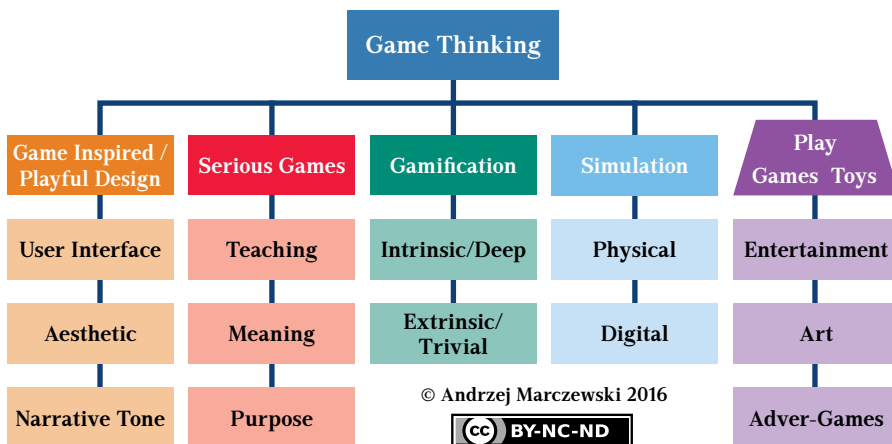 Game Thinking
Game Inspired /
Playful Design
Serious Games
Gamification
Simulation
Play
Games Toys
User Interface
Teaching
Intrinsic/Deep
Physical
Entertainment
Aesthetic
Meaning
Extrinsic/
Trivial
Digital
Art
Narrative Tone
Purpose
© Andrzej Marczewski 2016
cc BY-NC-ND
Adver-Games